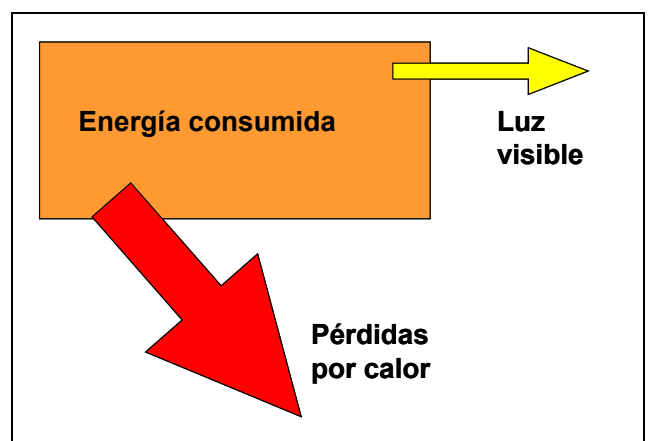 Energía consumida
Luz
visible
Pérdidas
por calor